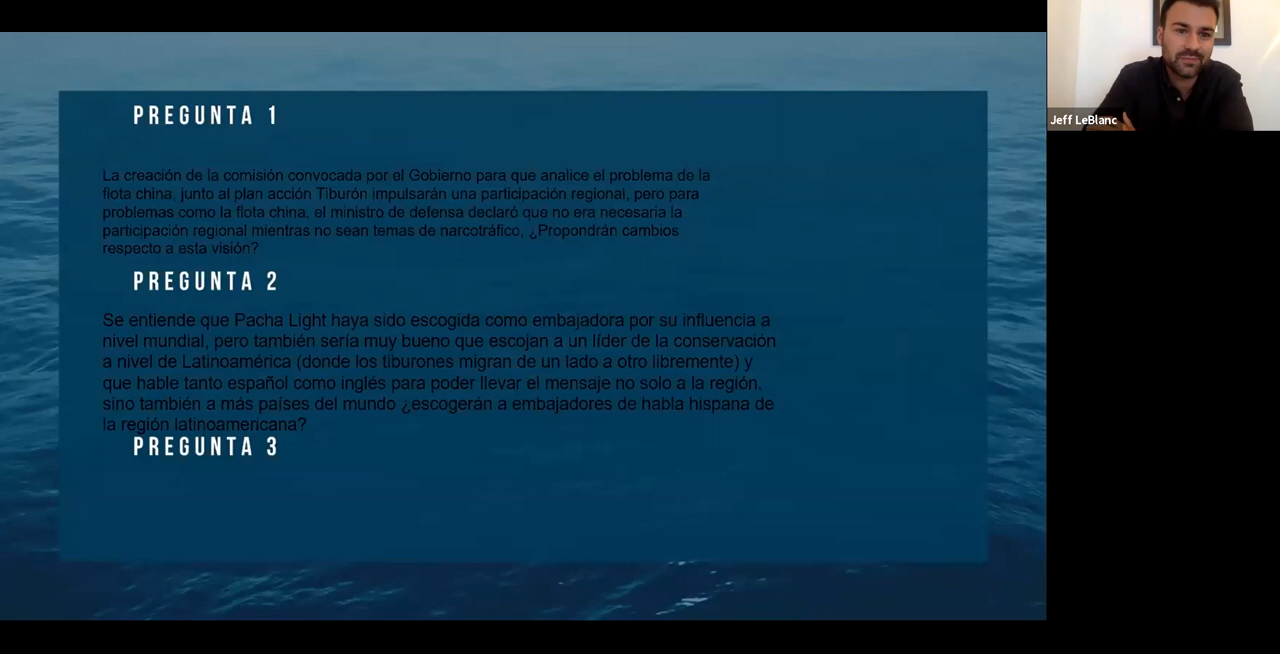 PREGUNTA 1
La creación de la comisión convocada por el Gobierno para que analice el problema de la
flota china, junto al plan acción Tiburón impulsarán una participación regional, pero para
problemas como la flota china, el ministro de defensa declaró que no era necesaria la
participación regional mientras no sean temas de narcotráfico, ¿Propondrán cambios
respecto a esta visión?
PREGUNTA 2
Se entiende que Pacha Light haya sido escogida como embajadora por su influencia a
nivel mundial, pero también sería muy bueno que escojan a un líder de la conservación
a nivel de Latinoamérica (donde los tiburones migran de un lado a otro libremente) y
que hable tanto español como inglés para poder llevar el mensaje no solo a la región,
sino también a más países del mundo ¿escogerán a embajadores de habla hispana de
la región latinoamericana?
PREGUNTA 3
Jeff LeBlanc